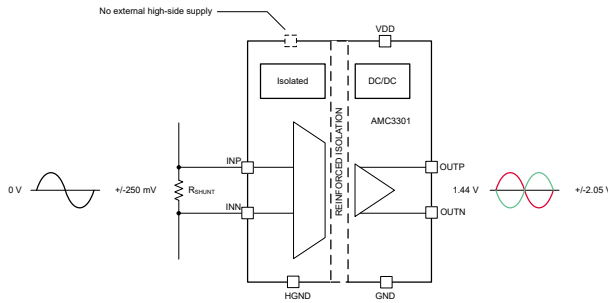 No external high-side supply
VDD
Isolated
DC/DC
AMC3301
REINFORCED ISOLATION
INP
OUTP
0 V
+/-250 mV
RSHUNT
1.44 V
+/-2.05 V
INN
OUTN
HGND
GND